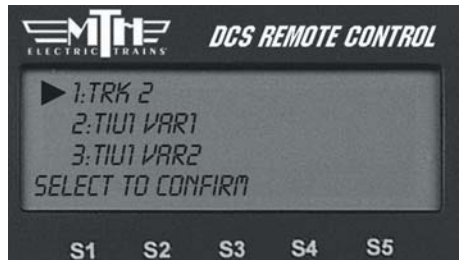 MTH
ELECTRIC TRAINS
DCS REMOTE CONTROL
1:TRK 2
2:TIU1 VAR1
3:TIU1 VAR2
SELECT TO CONFIRM
S1 S2 S3 S4 S5